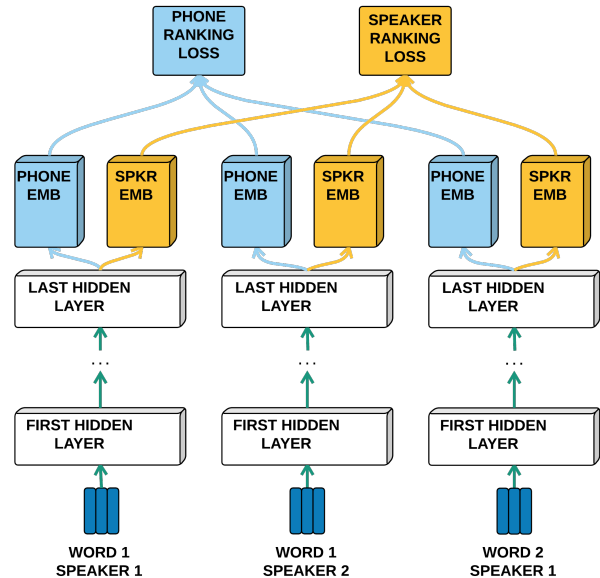 PHONE
RANKING
LOSS
SPEAKER
RANKING
LOSS
PHONE
EMB
SPKR
EMB
PHONE
EMB
SPKR
EMB
PHONE
EMB
SPKR
EMB
LAST HIDDEN
LAYER
LAST HIDDEN
LAYER
LAST HIDDEN
LAYER
...
...
...
FIRST HIDDEN
LAYER
FIRST HIDDEN
LAYER
FIRST HIDDEN
LAYER
WORD 1
SPEAKER 1
WORD 1
SPEAKER 2
WORD 2
SPEAKER 1